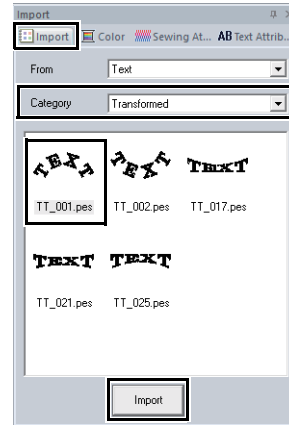 Import
Import Color Sewing At... AB Text Attrib...
From Text
Category Transformed
TEXT TEXT TEXT
TT_001.pes TT_002.pes TT_017.pes
TEXT TEXT
TT_021.pes TT_025.pes
Import